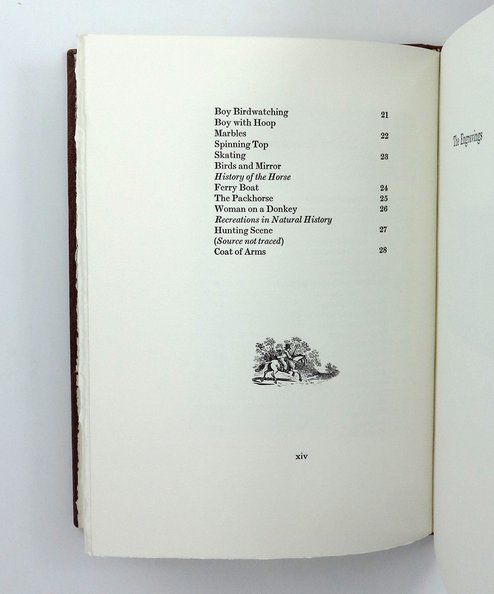 Boy Birdwatching 21
Boy with Hoop
Marbles 22
Spinning Top
Skating 23
Birds and Mirror
History of the Horse
Ferry Boat 24
The Packhorse 25
Woman on a Donkey 26
Recreations in Natural History
Hunting Scene 27
(Source not traced)
Coat of Arms 28
xiv
The Engravings